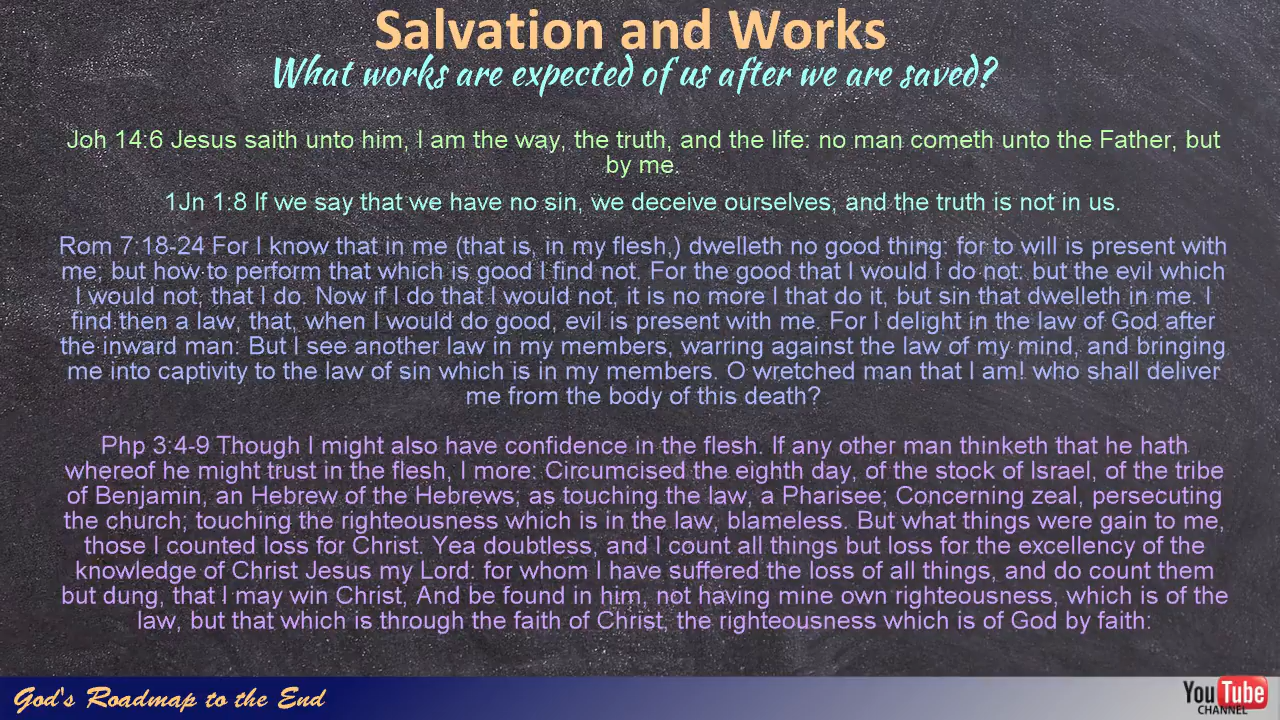 Salvation and Works
What works are expected of us after we are saved?
Joh 14:6 Jesus saith unto him, I am the way, the truth, and the life: no man cometh unto the Father, but
by me.
1Jn 1:8 If we say that we have no sin, we deceive ourselves, and the truth is not in us.
Rom 7:18-24 For I know that in me (that is, in my flesh,) dwelleth no good thing: for to will is present with
me; but how to perform that which is good I find not. For the good that I would I do not: but the evil which
I would not, that I do. Now if I do that I would not, it is no more I that do it, but sin that dwelleth in me. I
find then a law, that, when I would do good, evil is present with me. For I delight in the law of God after
the inward man: But I see another law in my members, warring against the law of my mind, and bringing
me into captivity to the law of sin which is in my members. O wretched man that I am! who shall deliver
me from the body of this death?
Php 3:4-9 Though I might also have confidence in the flesh. If any other man thinketh that he hath
whereof he might trust in the flesh, I more: Circumcised the eighth day, of the stock of Israel, of the tribe
of Benjamin, an Hebrew of the Hebrews; as touching the law, a Pharisee; Concerning zeal, persecuting
the church; touching the righteousness which is in the law, blameless. But what things were gain to me,
those I counted loss for Christ. Yea doubtless, and I count all things but loss for the excellency of the
knowledge of Christ Jesus my Lord: for whom I have suffered the loss of all things, and do count them
but dung, that I may win Christ, And be found in him, not having mine own righteousness, which is of the
law, but that which is through the faith of Christ, the righteousness which is of God by faith:
God's Roadmap to the End
YouTube
CHANNEL